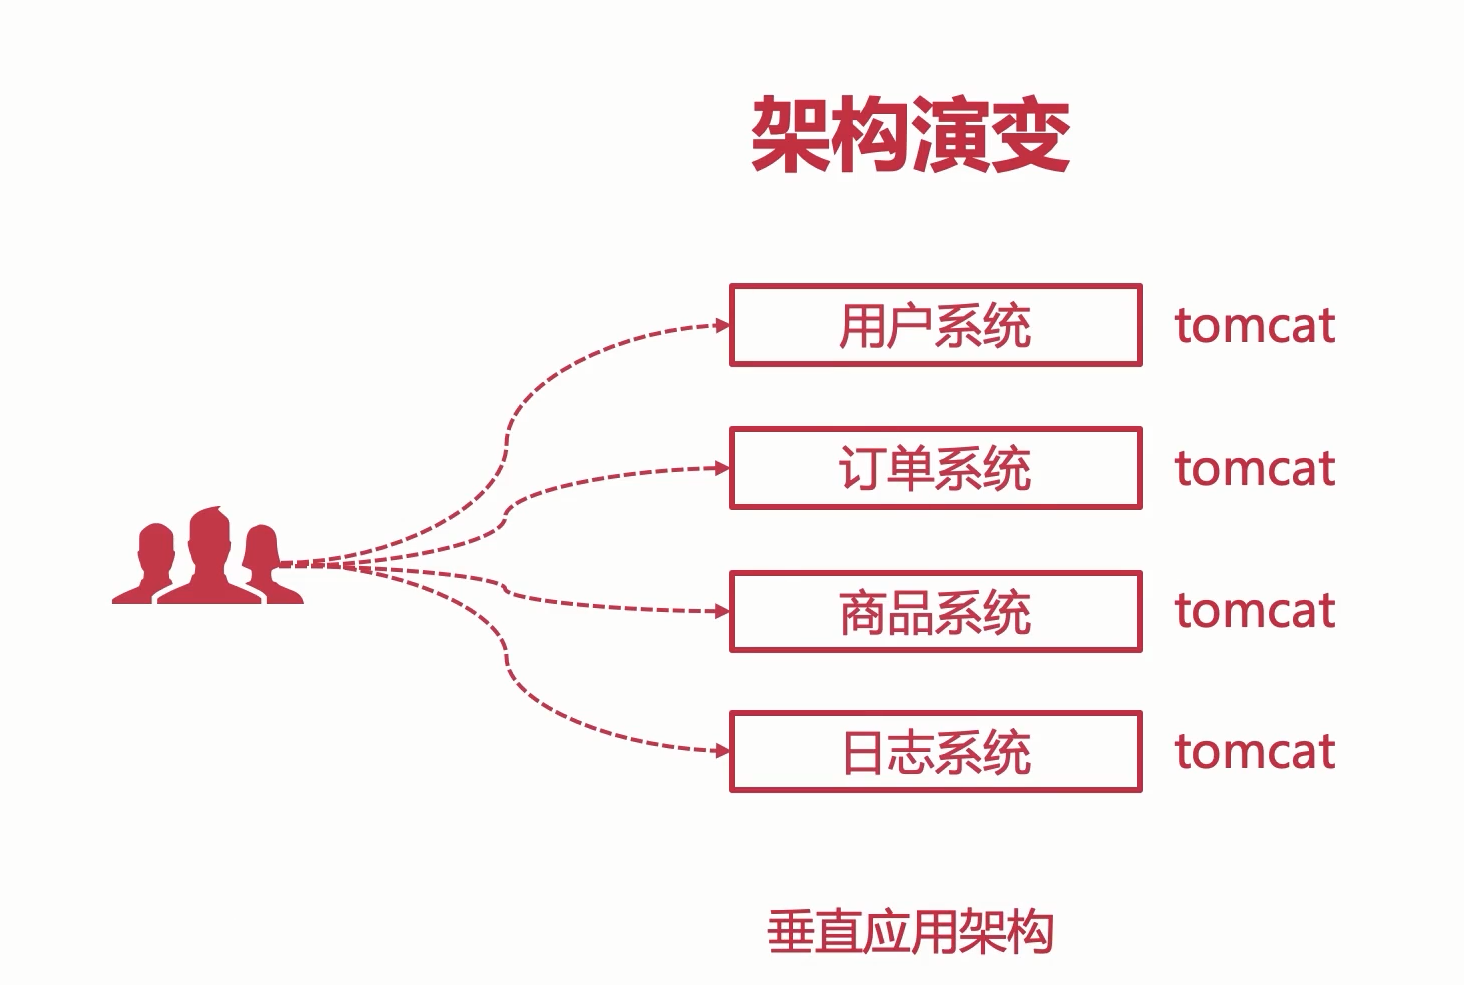 架构演变
用户系统 tomcat
订单系统 tomcat
商品系统 tomcat
日志系统 tomcat
垂直应用架构